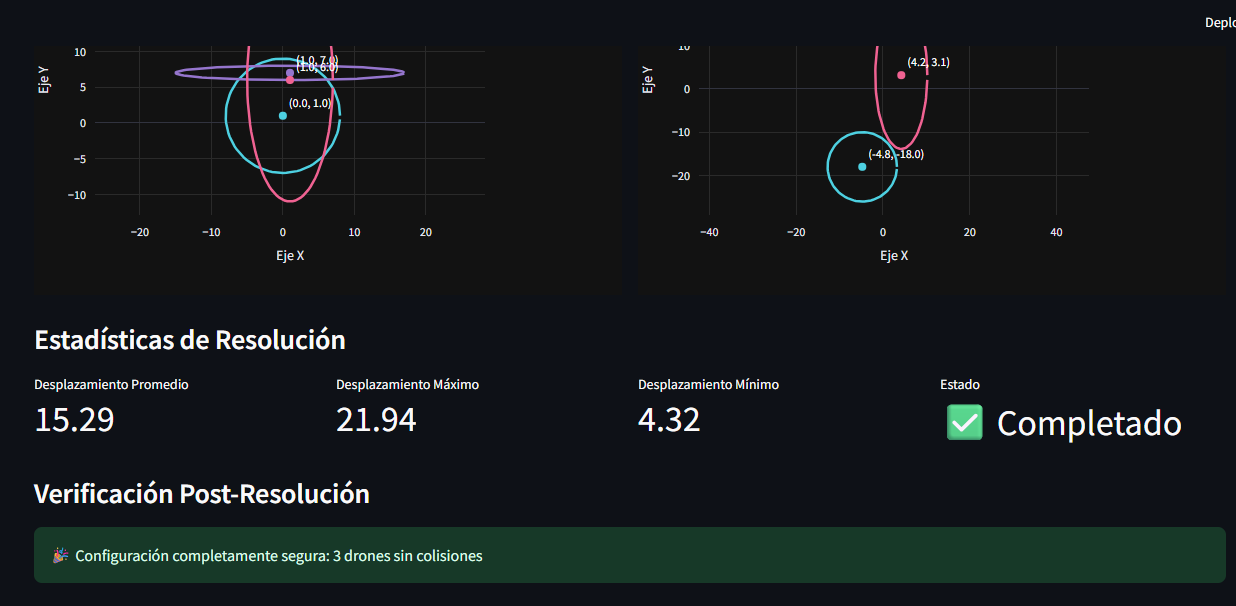 Deplo
10
5
0
−5
−10
Eje Y
(1.0, 7.0)
(1.0, 6.0)
(0.0, 1.0)
−20
−10
0
10
20
Eje X
10
0
−10
−20
Eje Y
(4.2, 3.1)
(-4.8, -18.0)
−40
−20
0
20
40
Eje X
Estadísticas de Resolución
Desplazamiento Promedio
15.29
Desplazamiento Máximo
21.94
Desplazamiento Mínimo
4.32
Estado
✅ Completado
Verificación Post-Resolución
🎉 Configuración completamente segura: 3 drones sin colisiones